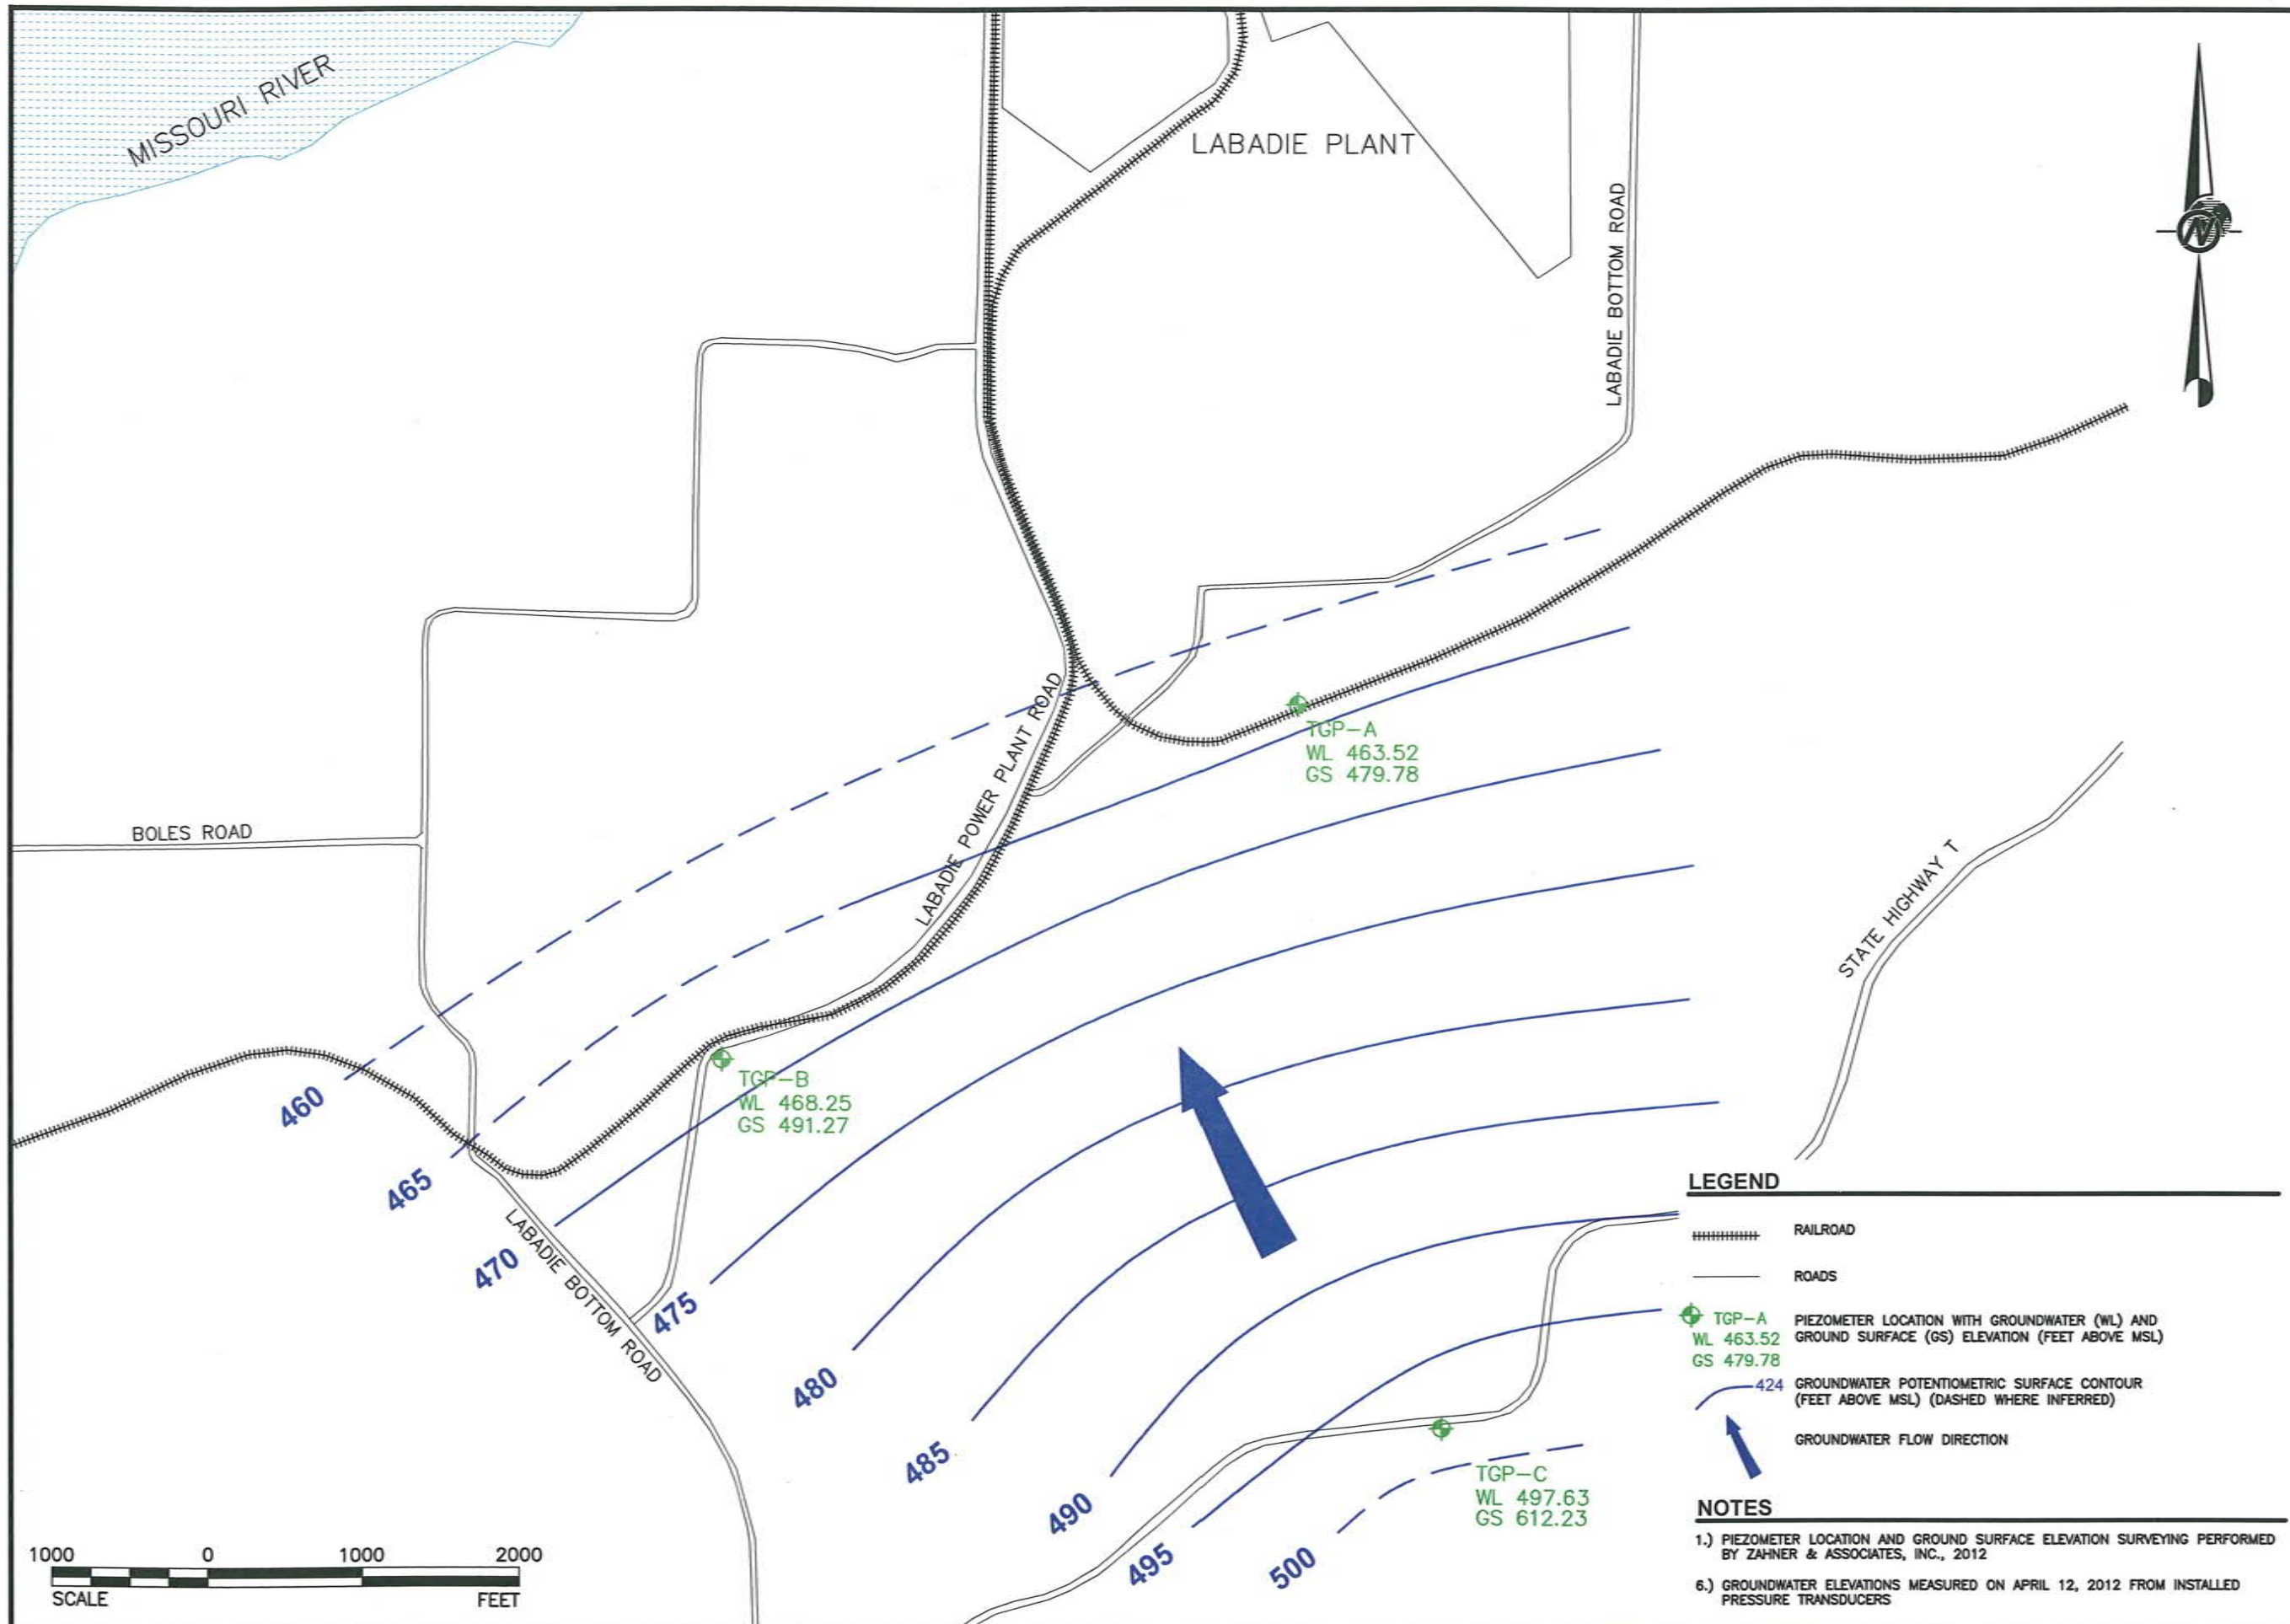 MISSOURI RIVER
LABADIE PLANT
LABADIE BOTTOM ROAD
N
LABADIE POWER PLANT ROAD
TGP-A
WL 463.52
GS 479.78
BOLES ROAD
STATE HIGHWAY T
TGP-B
WL 468.25
GS 491.27
460
465
470
475
480
485
490
495
500
LABADIE BOTTOM ROAD
TGP-C
WL 497.63
GS 612.23
1000 0 1000 2000
SCALE FEET
LEGEND
RAILROAD
ROADS
TGP-A
WL 463.52
GS 479.78
PIEZOMETER LOCATION WITH GROUNDWATER (WL) AND
GROUND SURFACE (GS) ELEVATION (FEET ABOVE MSL)
424
GROUNDWATER POTENTIOMETRIC SURFACE CONTOUR
(FEET ABOVE MSL) (DASHED WHERE INFERRED)
GROUNDWATER FLOW DIRECTION
NOTES
1.) PIEZOMETER LOCATION AND GROUND SURFACE ELEVATION SURVEYING PERFORMED
BY ZAHNER & ASSOCIATES, INC., 2012
6.) GROUNDWATER ELEVATIONS MEASURED ON APRIL 12, 2012 FROM INSTALLED
PRESSURE TRANSDUCERS